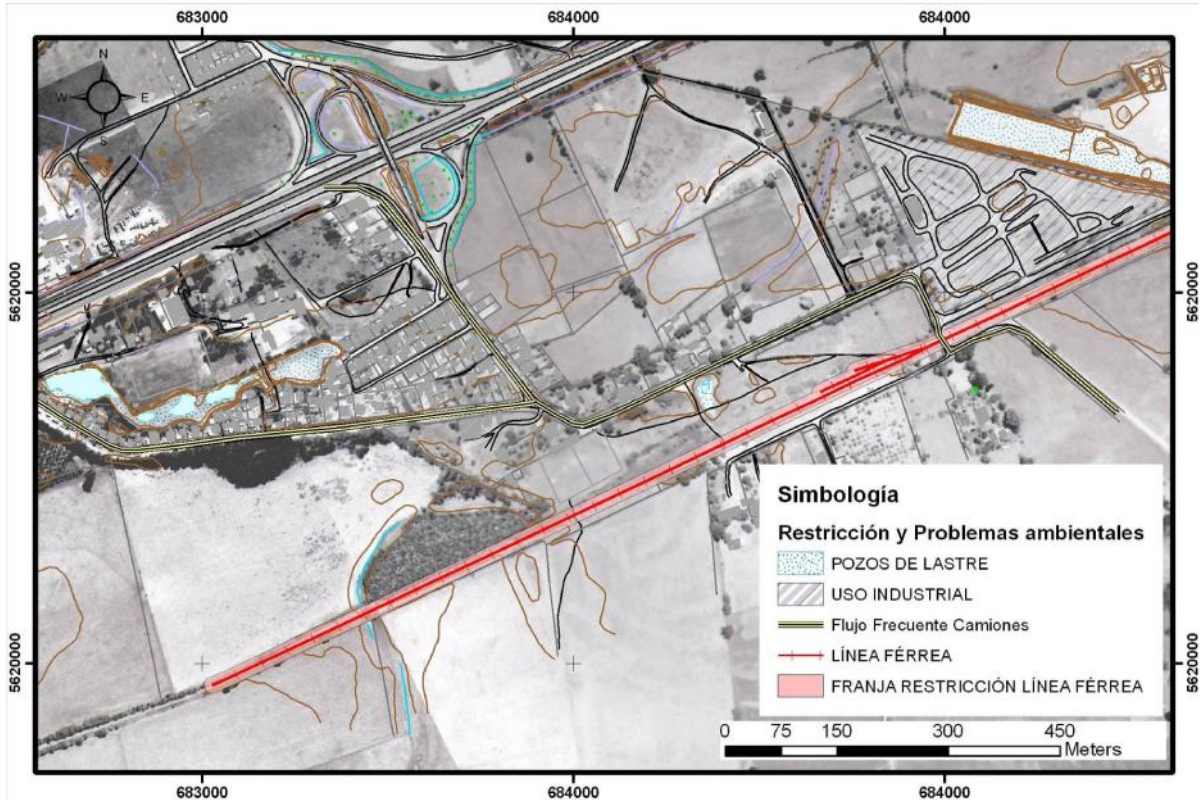 683000 684000 684000
N
W E
S
5620000 5620000
5620000 5620000
Simbología
Restricción y Problemas ambientales
POZOS DE LASTRE
USO INDUSTRIAL
Flujo Frecuente Camiones
LÍNEA FÉRREA
FRANJA RESTRICCIÓN LÍNEA FÉRREA
0 75 150 300 450
Meters
683000 684000 684000